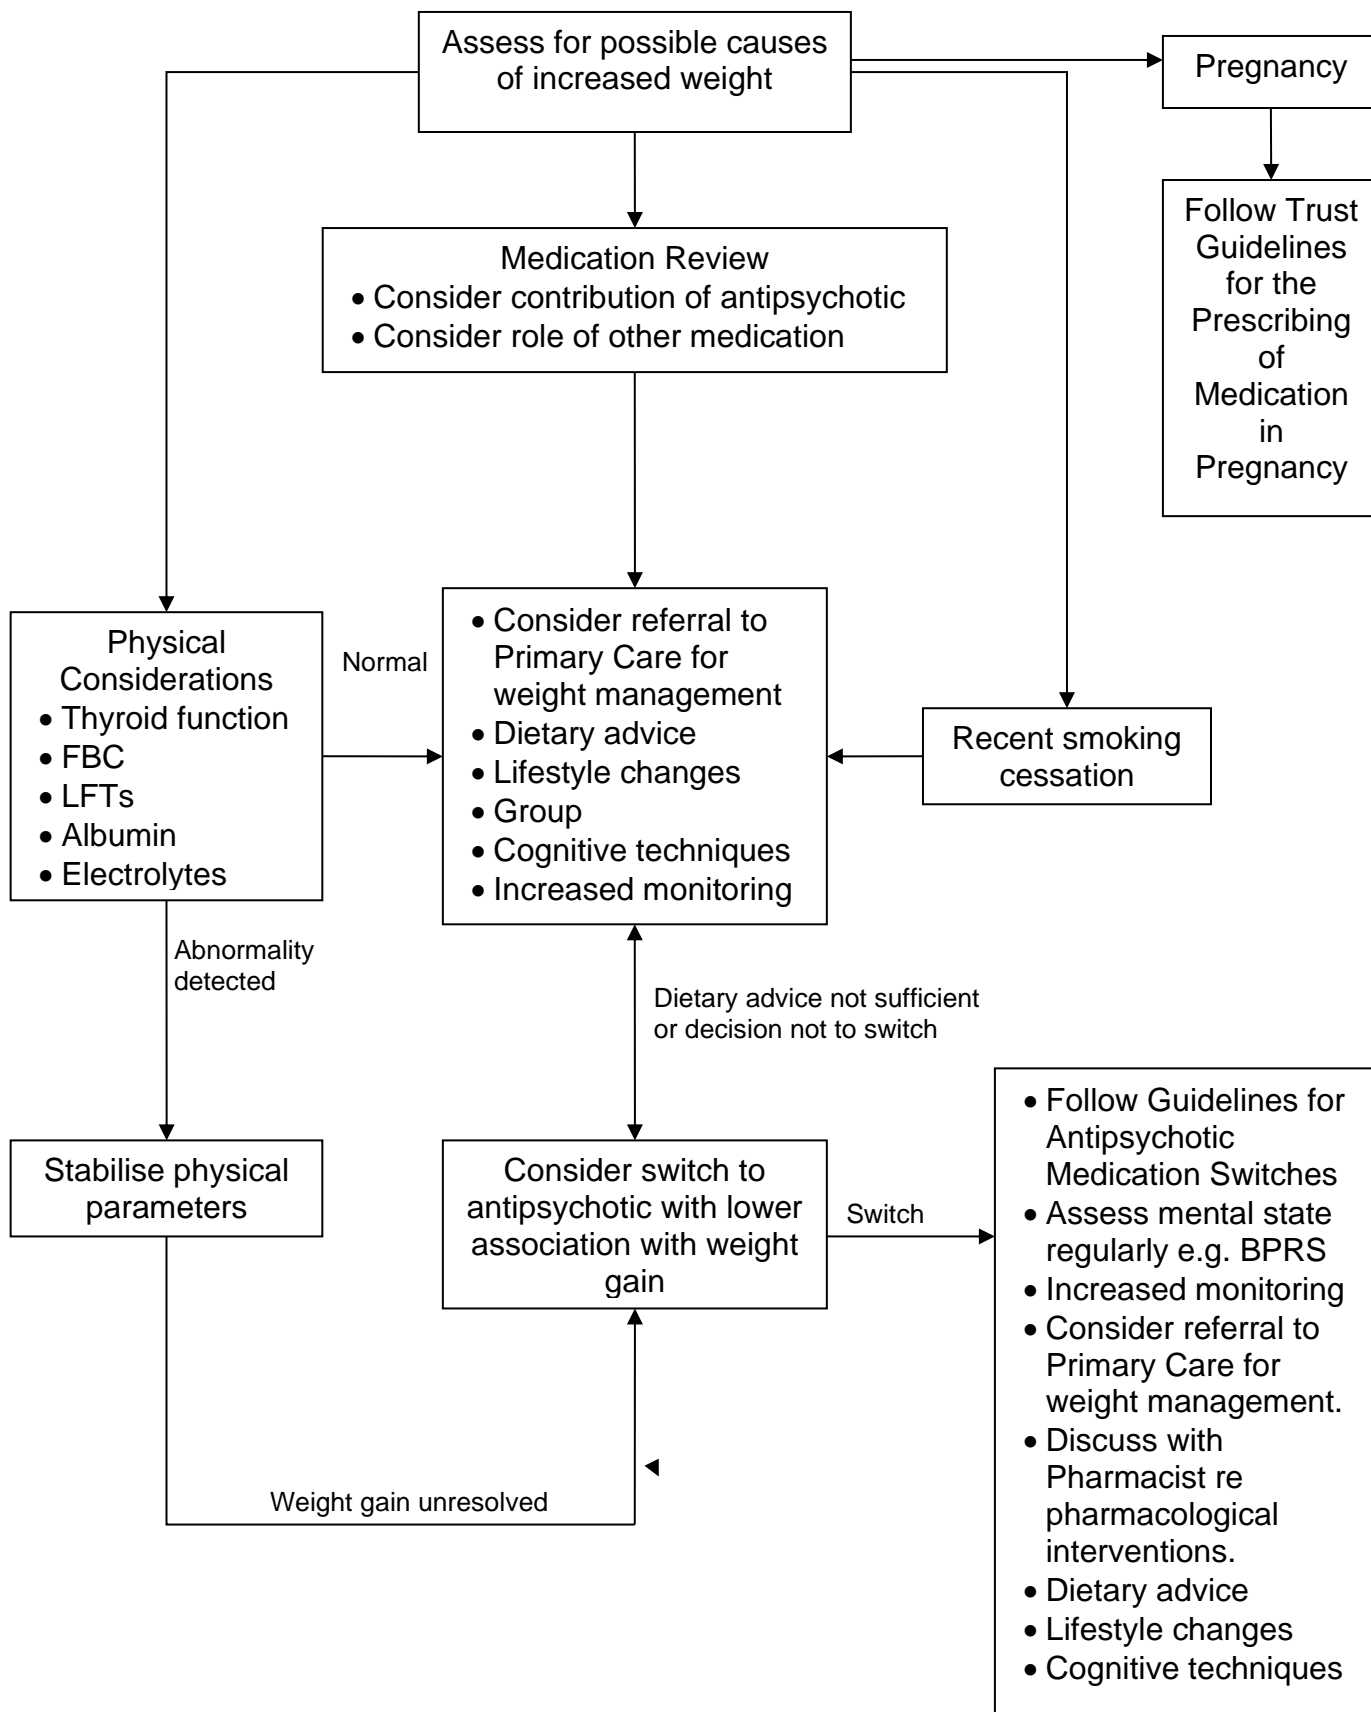 Assess for possible causes
of increased weight
Pregnancy
Follow Trust
Guidelines
for the
Prescribing
of
Medication
in
Pregnancy
Medication Review
• Consider contribution of antipsychotic
• Consider role of other medication
Physical
Considerations
• Thyroid function
• FBC
• LFTs
• Albumin
• Electrolytes
Normal
• Consider referral to
Primary Care for
weight management
• Dietary advice
• Lifestyle changes
• Group
• Cognitive techniques
• Increased monitoring
Recent smoking
cessation
Abnormality
detected
Dietary advice not sufficient
or decision not to switch
Stabilise physical
parameters
Consider switch to
antipsychotic with lower
association with weight
gain
Switch
• Follow Guidelines for
Antipsychotic
Medication Switches
• Assess mental state
regularly e.g. BPRS
• Increased monitoring
• Consider referral to
Primary Care for
weight management.
• Discuss with
Pharmacist re
pharmacological
interventions.
• Dietary advice
• Lifestyle changes
• Cognitive techniques
Weight gain unresolved